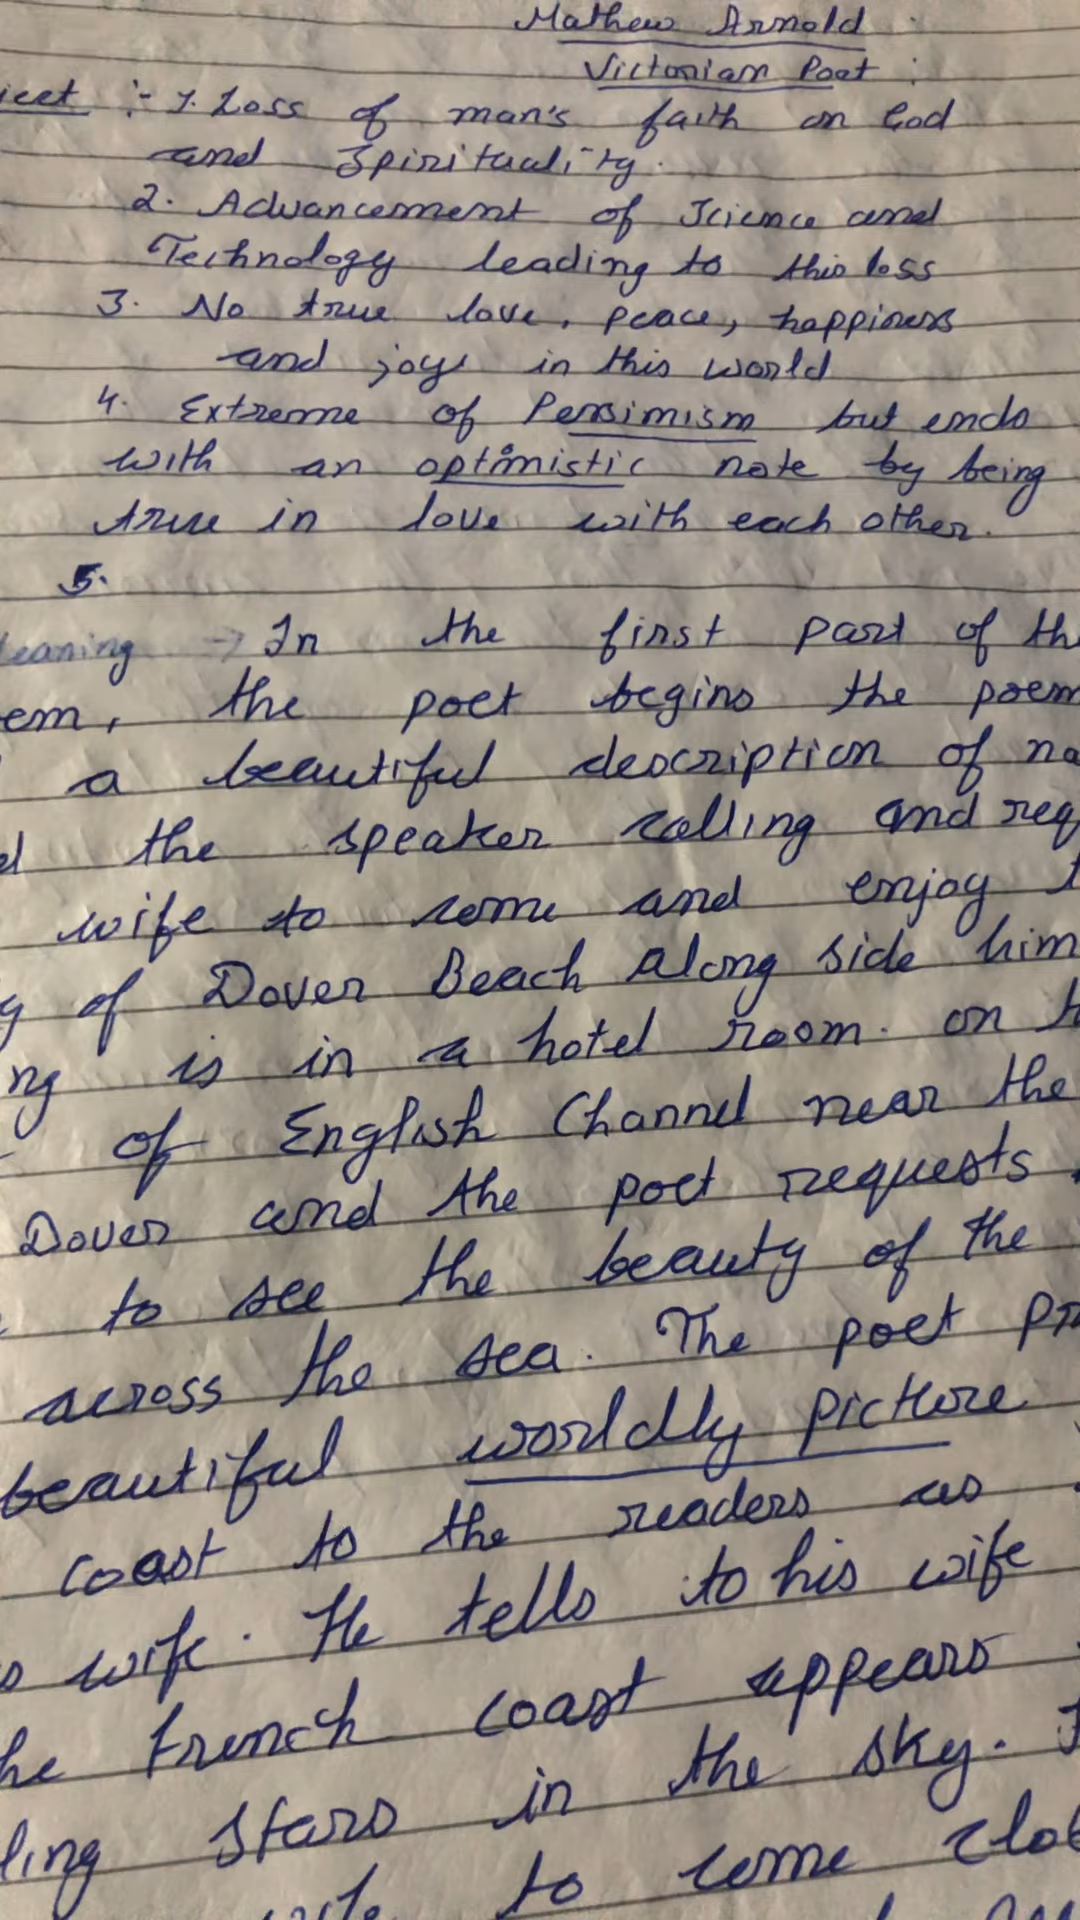 Mathew Arnold
Victorian Poet :
:- 1. Loss of man's faith on God
and Spirituality.
2. Advancement of Science and
Technology leading to this loss
3. No true love, peace, happiness
and joys in this world
4. Extreme of Pessimism but ends
with an optimistic note by being
true in love with each other.
5.
eaning → In the first part of th
em, the poet begins the poem
a beautiful description of na
d the speaker calling and req
wife to come and enjoy t
y of Dover Beach along side him
ng is in a hotel room. on t
of English Channel near the
Dover and the poet requests
to see the beauty of the
across the sea. The poet pr
beautiful worldly picture
coast to the readers as
s wife. He tells to his wife
he french coast appears
ling stars in the sky.
wife to come clo